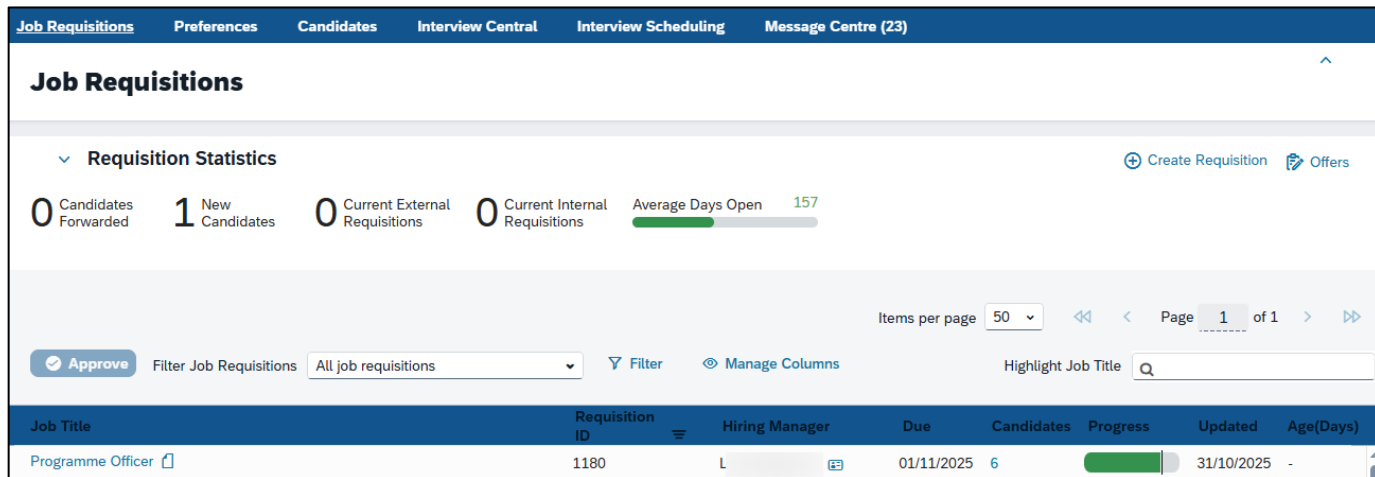 Job Requisitions Preferences Candidates Interview Central Interview Scheduling Message Centre (23)
Job Requisitions
Requisition Statistics
Create Requisition Offers
0 Candidates Forwarded
1 New Candidates
0 Current External Requisitions
0 Current Internal Requisitions
Average Days Open 157
Items per page 50 Page 1 of 1
Approve Filter Job Requisitions All job requisitions Filter Manage Columns Highlight Job Title
Job Title Requisition ID Hiring Manager Due Candidates Progress Updated Age(Days)
Programme Officer 1180 L 01/11/2025 6 31/10/2025 -